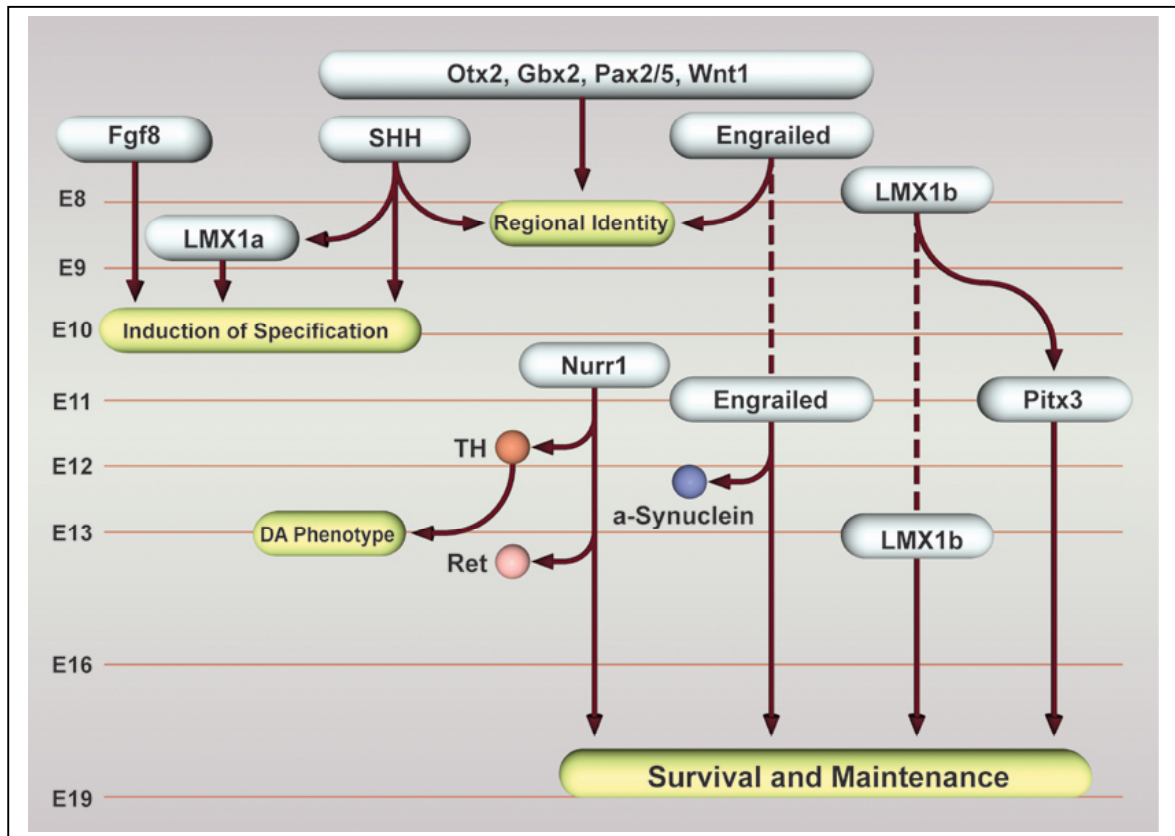 Otx2, Gbx2, Pax2/5, Wnt1
Fgf8
SHH
Engrailed
LMX1b
E8
Regional Identity
LMX1a
E9
Induction of Specification
E10
Nurr1
E11
Engrailed
Pitx3
TH
E12
a-Synuclein
E13
DA Phenotype
LMX1b
Ret
E16
Survival and Maintenance
E19